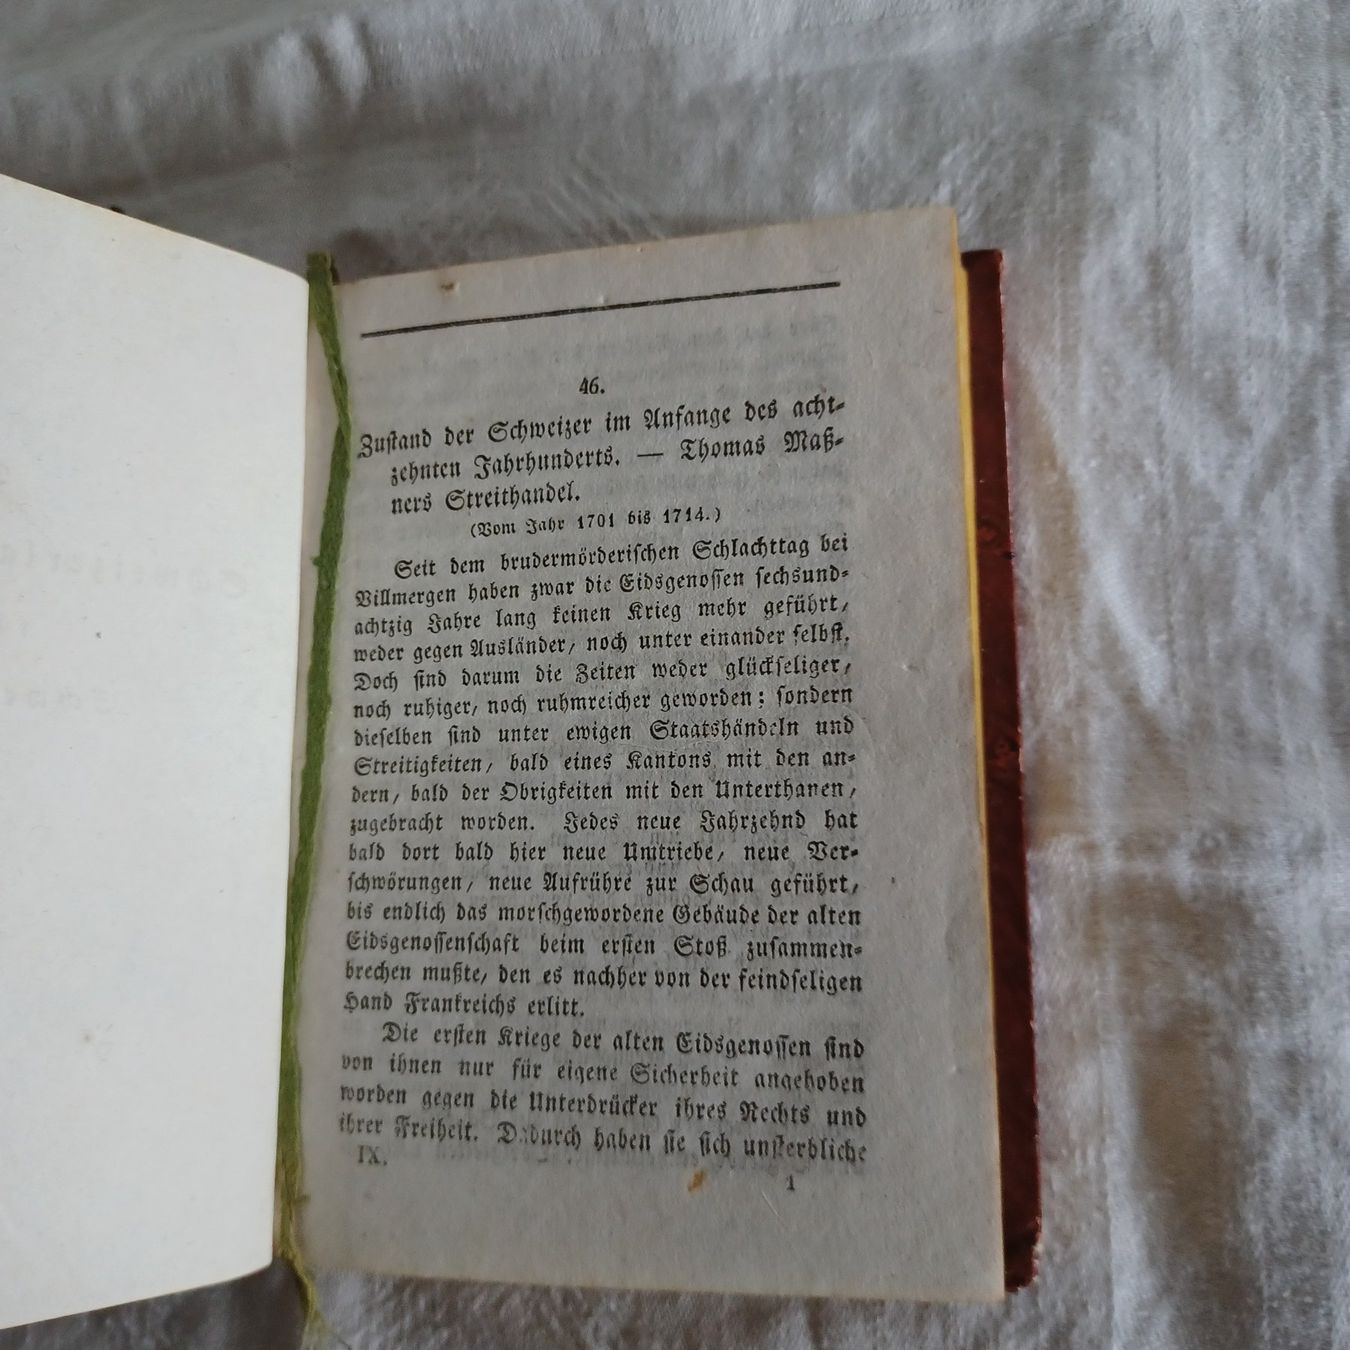 46.
Zustand der Schweizer im Anfange des acht-
zehnten Jahrhunderts. — Thomas Maß-
ners Streithandel.
(Vom Jahr 1701 bis 1714.)
Seit dem brudermörderischen Schlachttag bei
Villmergen haben zwar die Eidsgenossen sechsund-
achtzig Jahre lang keinen Krieg mehr geführt,
weder gegen Ausländer, noch unter einander selbst.
Doch sind darum die Zeiten weder glückseliger,
noch ruhiger, noch ruhmreicher geworden; sondern
dieselben sind unter ewigen Staatshändeln und
Streitigkeiten, bald eines Kantons mit den an-
dern, bald der Obrigkeiten mit den Unterthanen,
zugebracht worden. Jedes neue Jahrzehnd hat
bald dort bald hier neue Umtriebe, neue Ver-
schwörungen, neue Aufrühre zur Schau geführt,
bis endlich das morschgewordene Gebäude der alten
Eidsgenossenschaft beim ersten Stoß zusammen-
brechen mußte, den es nachher von der feindseligen
Hand Frankreichs erlitt.
Die ersten Kriege der alten Eidsgenossen sind
von ihnen nur für eigene Sicherheit angehoben
worden gegen die Unterdrücker ihres Rechts und
ihrer Freiheit. Dadurch haben sie sich unsterbliche
IX. 1